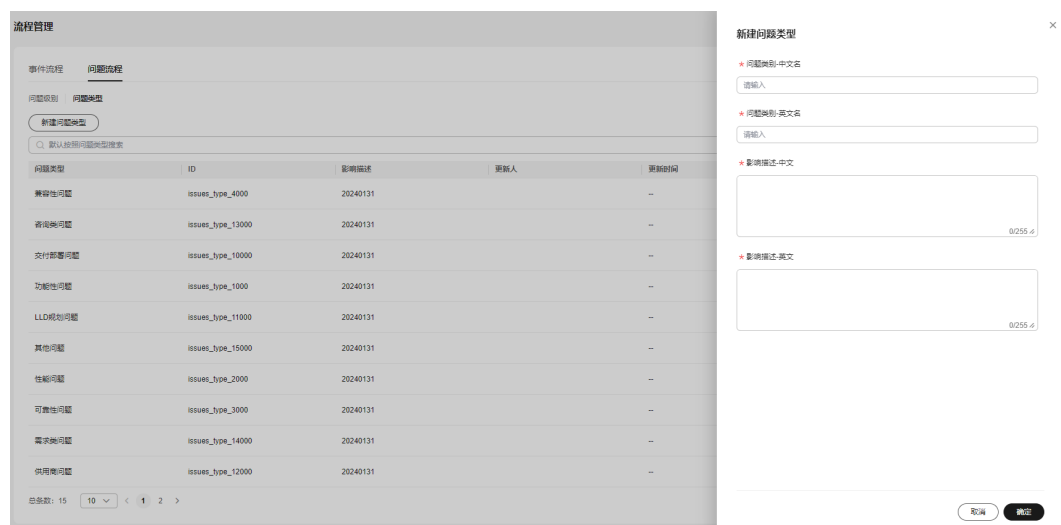 流程管理
事件流程 问题流程
问题级别 问题类型
新建问题类型
默认按照问题类型搜索
问题类型 ID 影响描述 更新人 更新时间
兼容性问题 issues_type_4000 20240131 --
咨询类问题 issues_type_13000 20240131 --
交付部署问题 issues_type_10000 20240131 --
功能性问题 issues_type_1000 20240131 --
LLD规划问题 issues_type_11000 20240131 --
其他问题 issues_type_15000 20240131 --
性能问题 issues_type_2000 20240131 --
可靠性问题 issues_type_3000 20240131 --
需求类问题 issues_type_14000 20240131 --
供用商问题 issues_type_12000 20240131 --
总条数: 15 10 < 1 2 >
新建问题类型
* 问题类别-中文名
请输入
* 问题类别-英文名
请输入
* 影响描述-中文
0/255
* 影响描述-英文
0/255
取消 确定